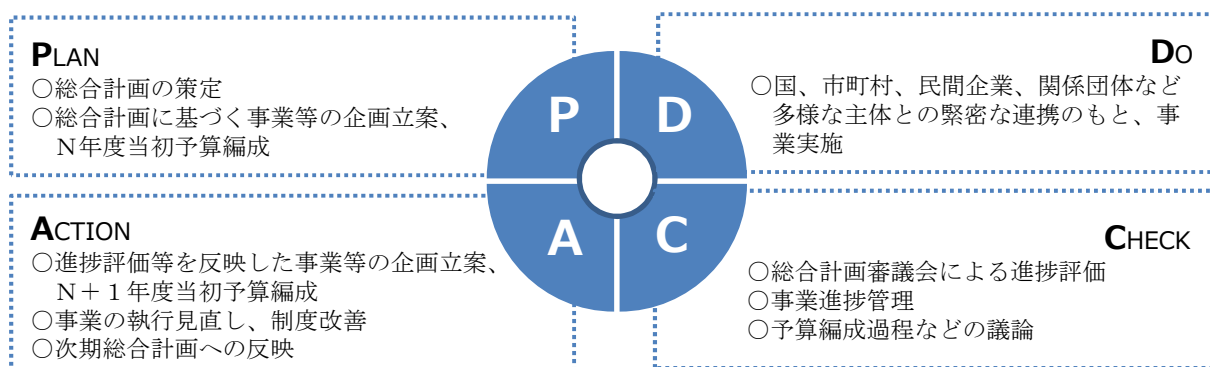 PLAN
○総合計画の策定
○総合計画に基づく事業等の企画立案、
N年度当初予算編成
DO
○国、市町村、民間企業、関係団体など
多様な主体との緊密な連携のもと、事
業実施
P
D
A
C
ACTION
○進捗評価等を反映した事業等の企画立案、
N＋１年度当初予算編成
○事業の執行見直し、制度改善
○次期総合計画への反映
CHECK
○総合計画審議会による進捗評価
○事業進捗管理
○予算編成過程などの議論